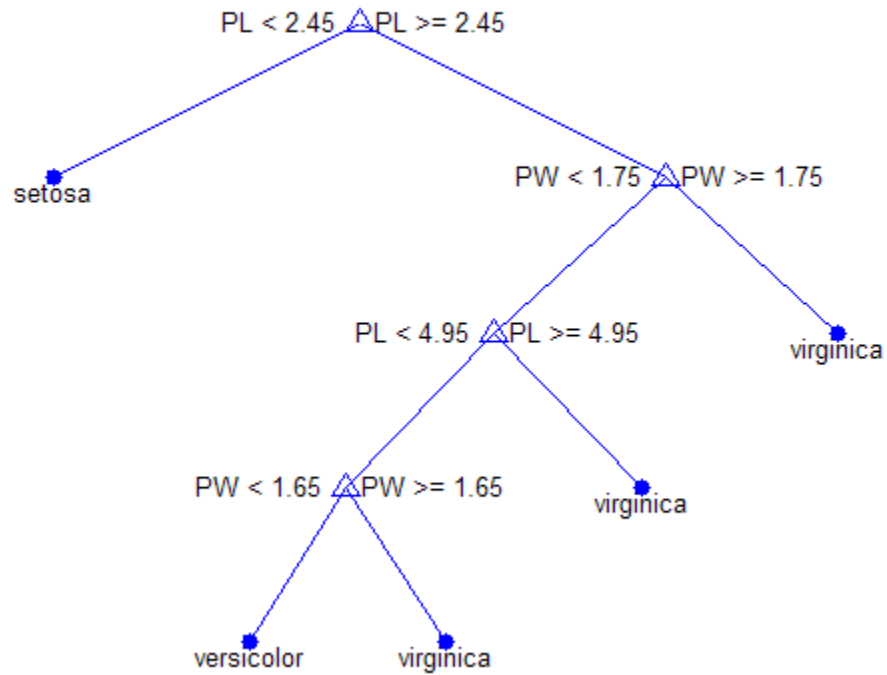 PL < 2.45 PL >= 2.45
setosa
PW < 1.75 PW >= 1.75
PL < 4.95 PL >= 4.95
virginica
PW < 1.65 PW >= 1.65
virginica
versicolor virginica